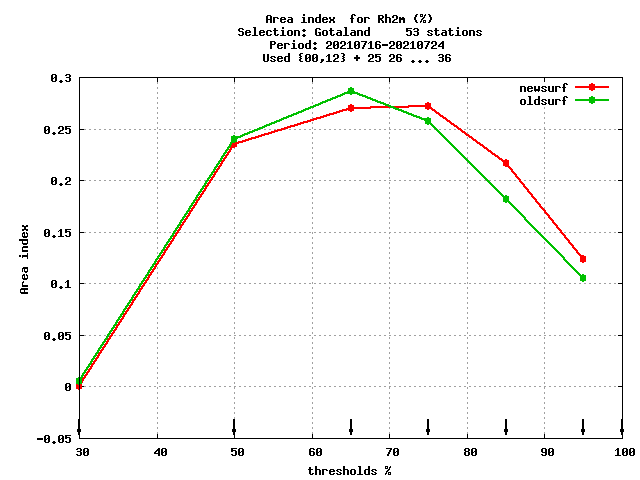 Area index  for Rh2m (%)
Selection: Gotaland     53 stations
Period: 20210716-20210724
Used {00,12} + 25 26 ... 36
0.3
newsurf
oldsurf
0.25
0.2
0.15
0.1
0.05
0
-0.05
Area index
30 40 50 60 70 80 90 100
thresholds %